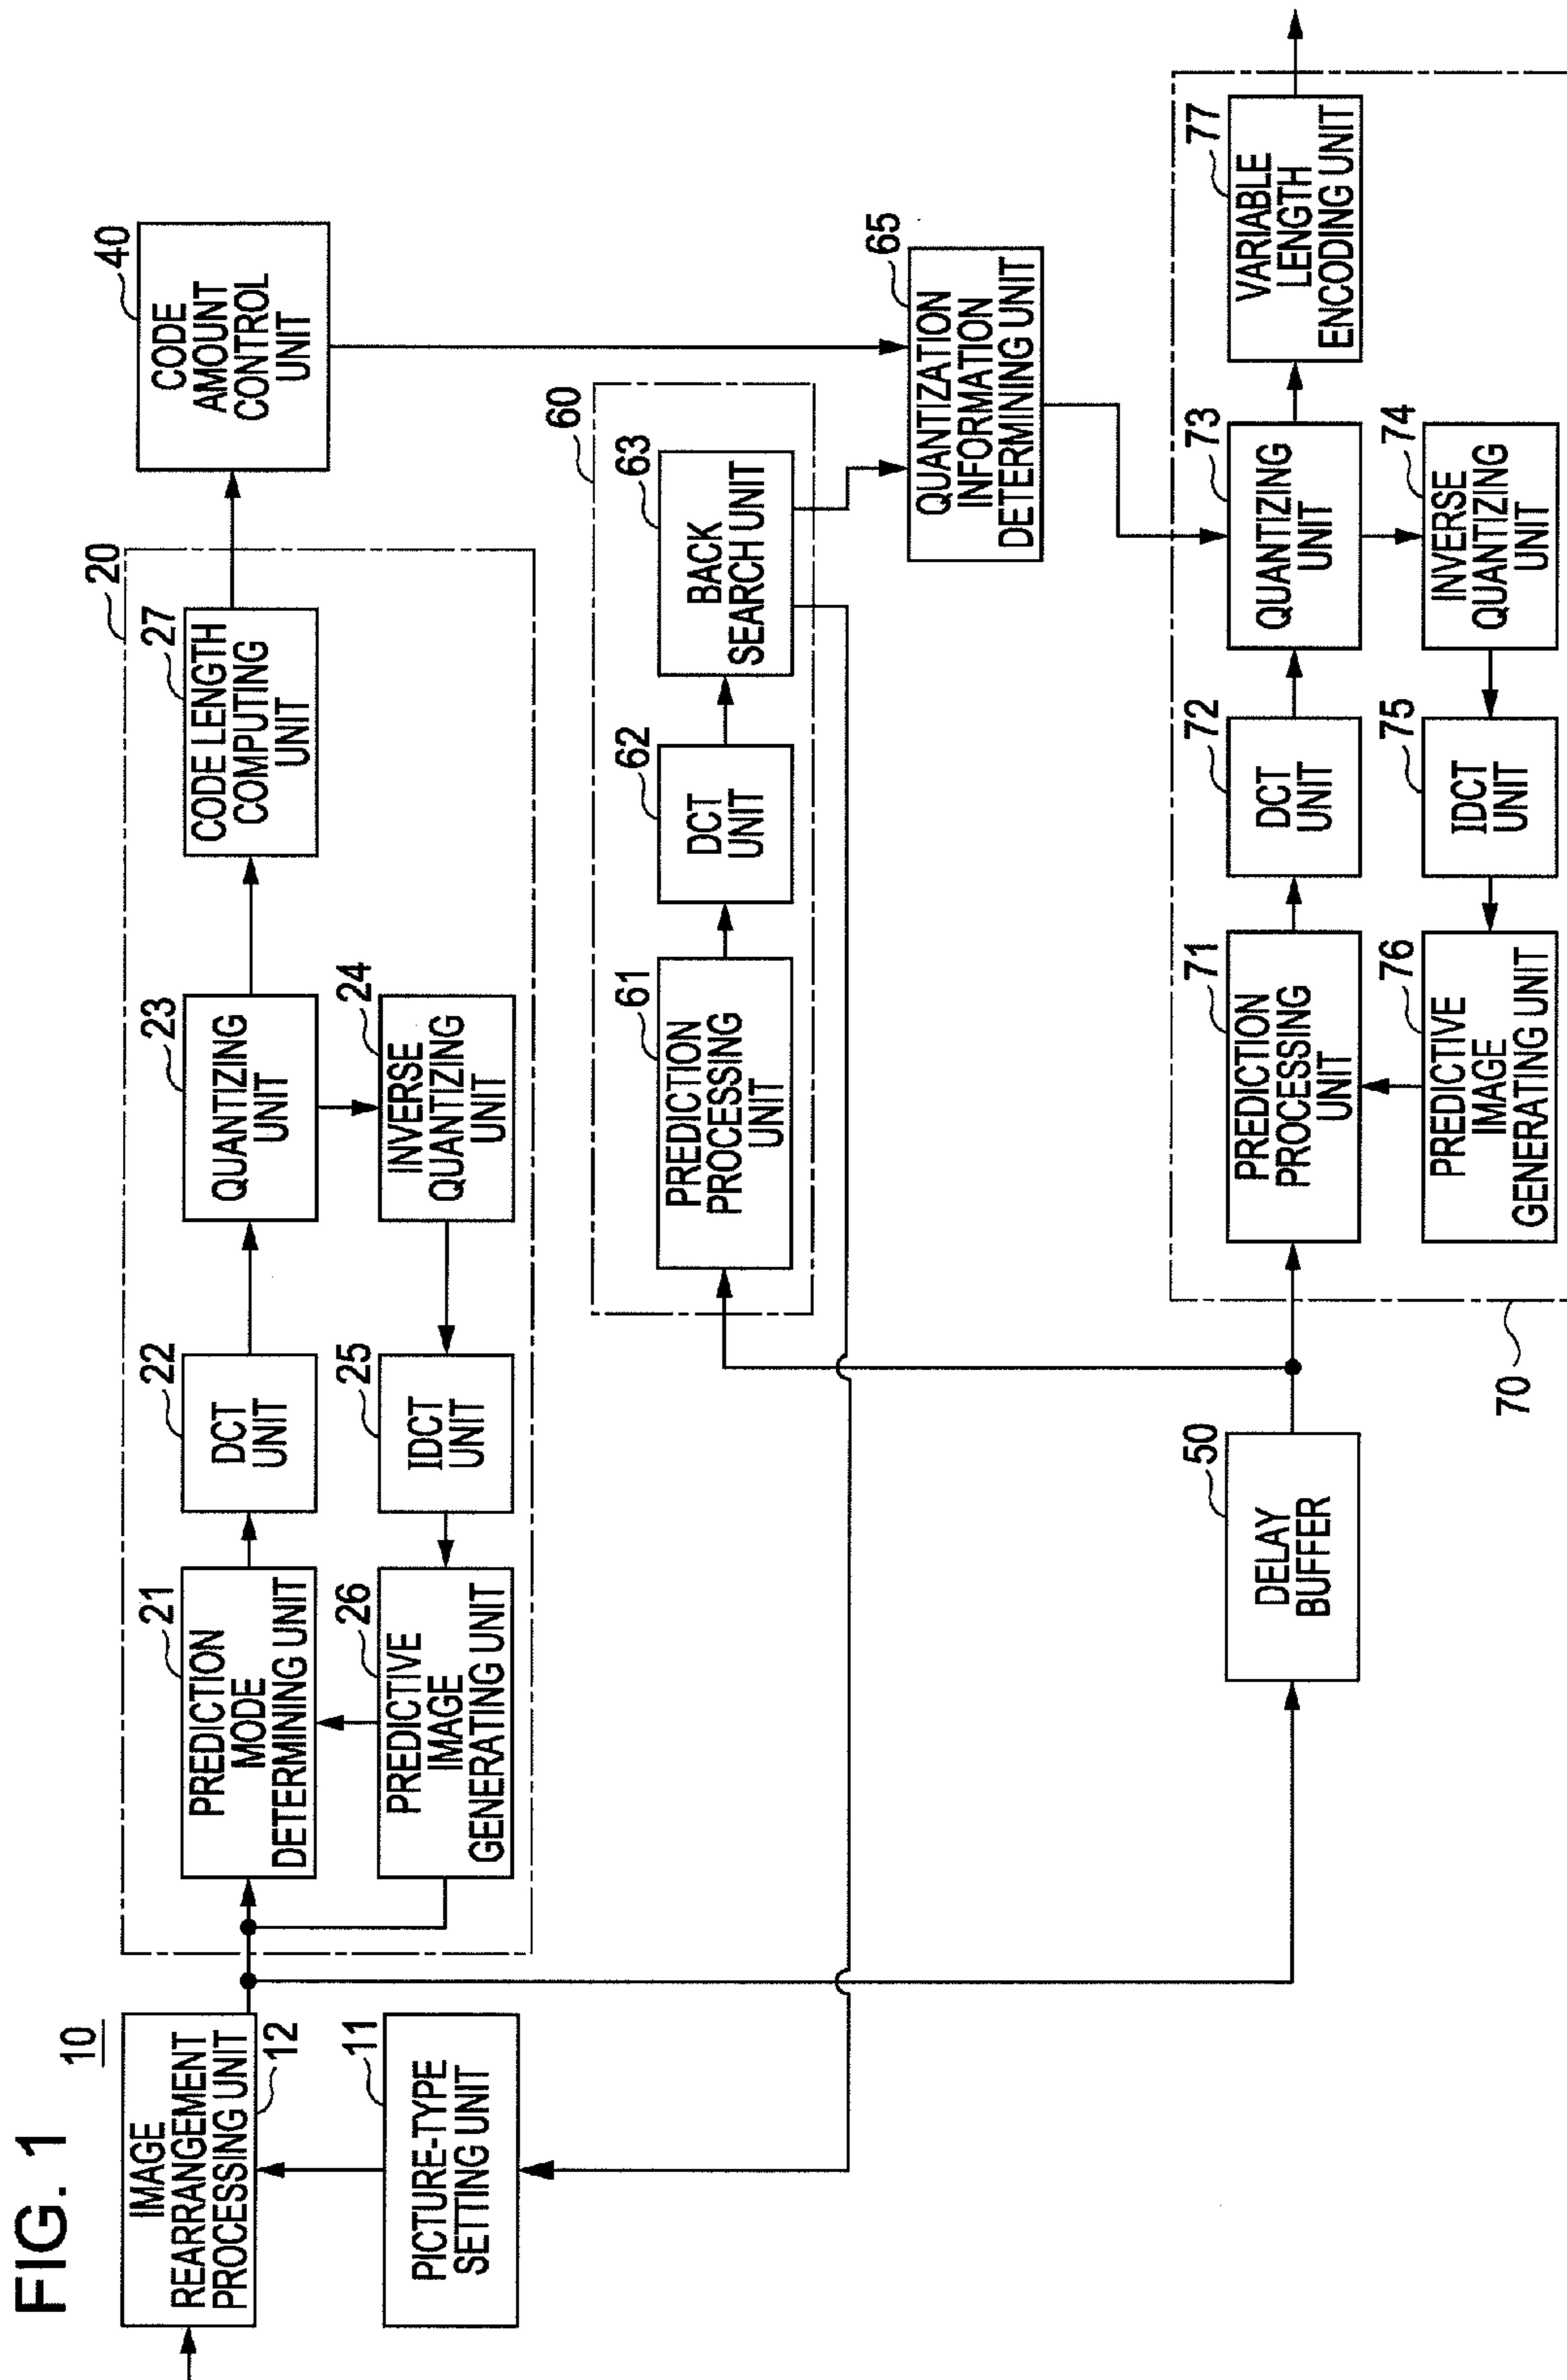 FIG. 1
10
IMAGE
REARRANGEMENT
PROCESSING UNIT
12
PICTURE-TYPE
SETTING UNIT
11
20
PREDICTION
MODE
DETERMINING UNIT
21
DCT
UNIT
22
QUANTIZING
UNIT
23
CODE LENGTH
COMPUTING
UNIT
27
PREDICTIVE
IMAGE
GENERATING UNIT
26
IDCT
UNIT
25
INVERSE
QUANTIZING
UNIT
24
CODE
AMOUNT
CONTROL
UNIT
40
60
PREDICTION
PROCESSING
UNIT
61
DCT
UNIT
62
BACK
SEARCH UNIT
63
QUANTIZATION
INFORMATION
DETERMINING UNIT
65
DELAY
BUFFER
50
70
PREDICTION
PROCESSING
UNIT
71
DCT
UNIT
72
QUANTIZING
UNIT
73
VARIABLE
LENGTH
ENCODING UNIT
77
PREDICTIVE
IMAGE
GENERATING UNIT
76
IDCT
UNIT
75
INVERSE
QUANTIZING
UNIT
74